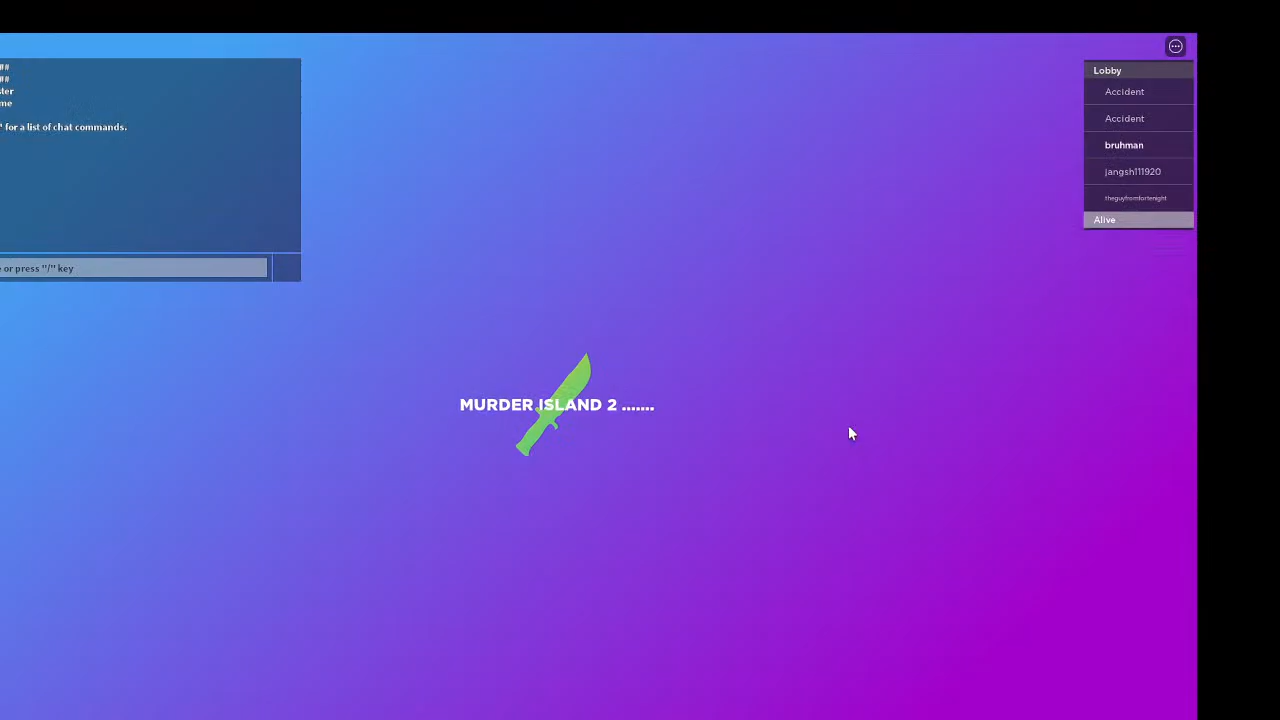 ##
##
ster
me
" for a list of chat commands.
e or press "/" key
MURDER ISLAND 2 .......
Lobby
Accident
Accident
bruhman
jangsh111920
theguyfromfortenight
Alive